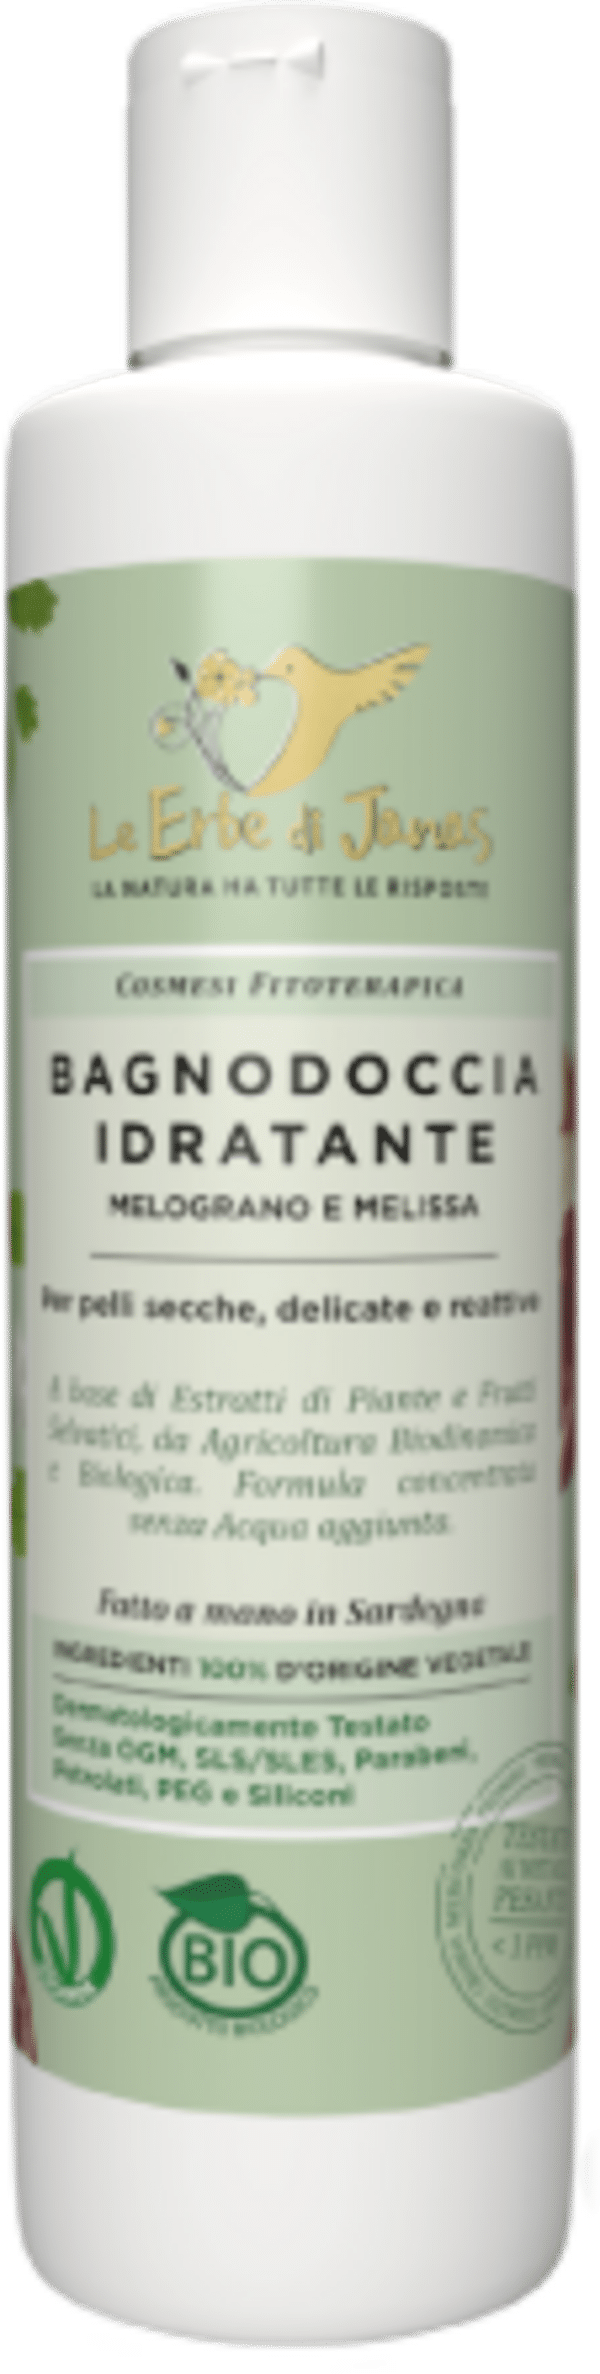 Le Erbe di Janas
LA NATURA HA TUTTE LE RISPOSTE
COSMESI FITOTERAPICA
BAGNODOCCIA
IDRATANTE
MELOGRANO E MELISSA
Per pelli secche, delicate e reattive
A base di Estratti di Piante e Frutti
Selvatici, da Agricoltura Biodinamica
e Biologica. Formula concentrata
senza Acqua aggiunta.
Fatto a mano in Sardegna
INGREDIENTI 100% D'ORIGINE VEGETALE
Dermatologicamente Testato
Senza OGM, SLS/SLES, Parabeni,
Petrolati, PEG e Siliconi
BIO
PRODOTTO BIOLOGICO